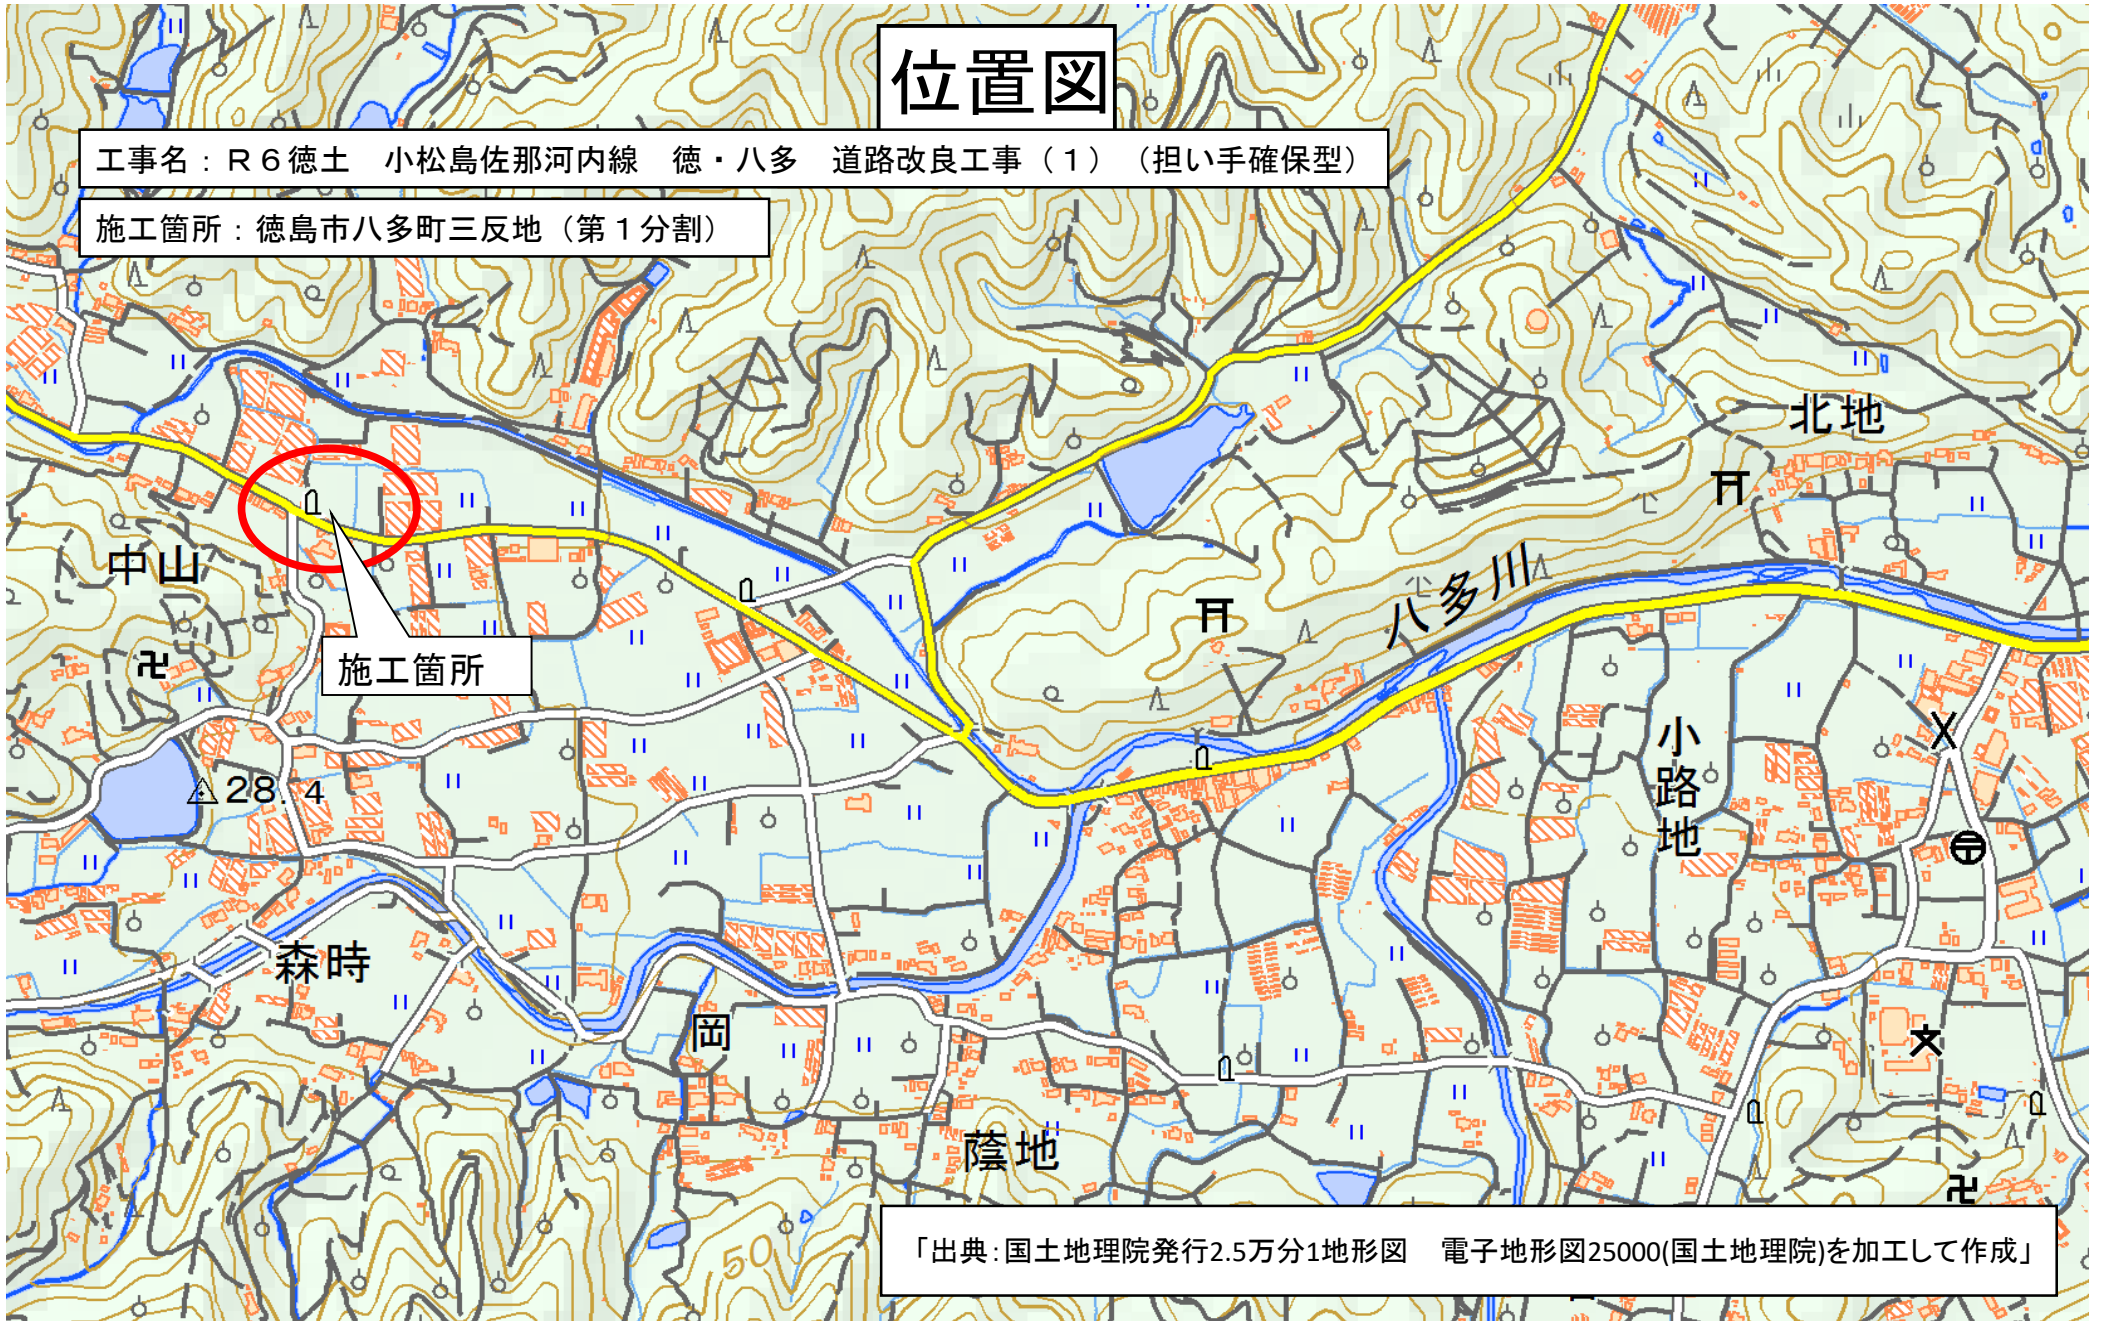 位置図
工事名：Ｒ６徳土　小松島佐那河内線　徳・八多　道路改良工事（１）（担い手確保型）
施工箇所：徳島市八多町三反地（第１分割）
北地
中山
八多川
施工箇所
小路地
28.4
森時
岡
蔭地
50
「出典：国土地理院発行2.5万分1地形図　電子地形図25000(国土地理院)を加工して作成」